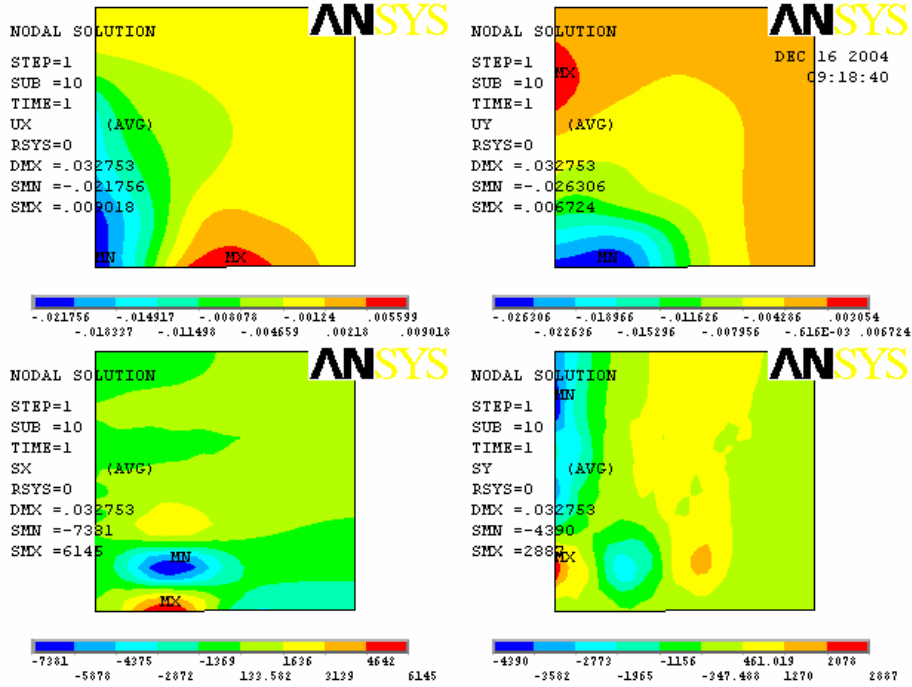 ANSYS
NODAL SOLUTION
STEP=1
SUB =10
TIME=1
UX (AVG)
RSYS=0
DMX =.032753
SMN =-.021756
SMX =.009018
MN MX
-.021756 -.014917 -.008078 -.00124 .005599
-.018337 -.011498 -.004659 .00218 .009018
ANSYS
NODAL SOLUTION
DEC 16 2004
09:18:40
STEP=1
SUB =10
TIME=1
UY (AVG)
RSYS=0
DMX =.032753
SMN =-.026306
SMX =.006724
MX
MN
-.026306 -.018966 -.011626 -.004286 .003054
-.022636 -.015296 -.007956 -.616E-03 .006724
ANSYS
NODAL SOLUTION
STEP=1
SUB =10
TIME=1
SX (AVG)
RSYS=0
DMX =.032753
SMN =-7381
SMX =6145
MN
MX
-7381 -4375 -1369 1636 4642
-5878 -2872 133.582 3139 6145
ANSYS
NODAL SOLUTION
MN
STEP=1
SUB =10
TIME=1
SY (AVG)
RSYS=0
DMX =.032753
SMN =-4390
SMX =2887
MX
-4390 -2773 -1156 461.019 2078
-3582 -1965 -347.488 1270 2887